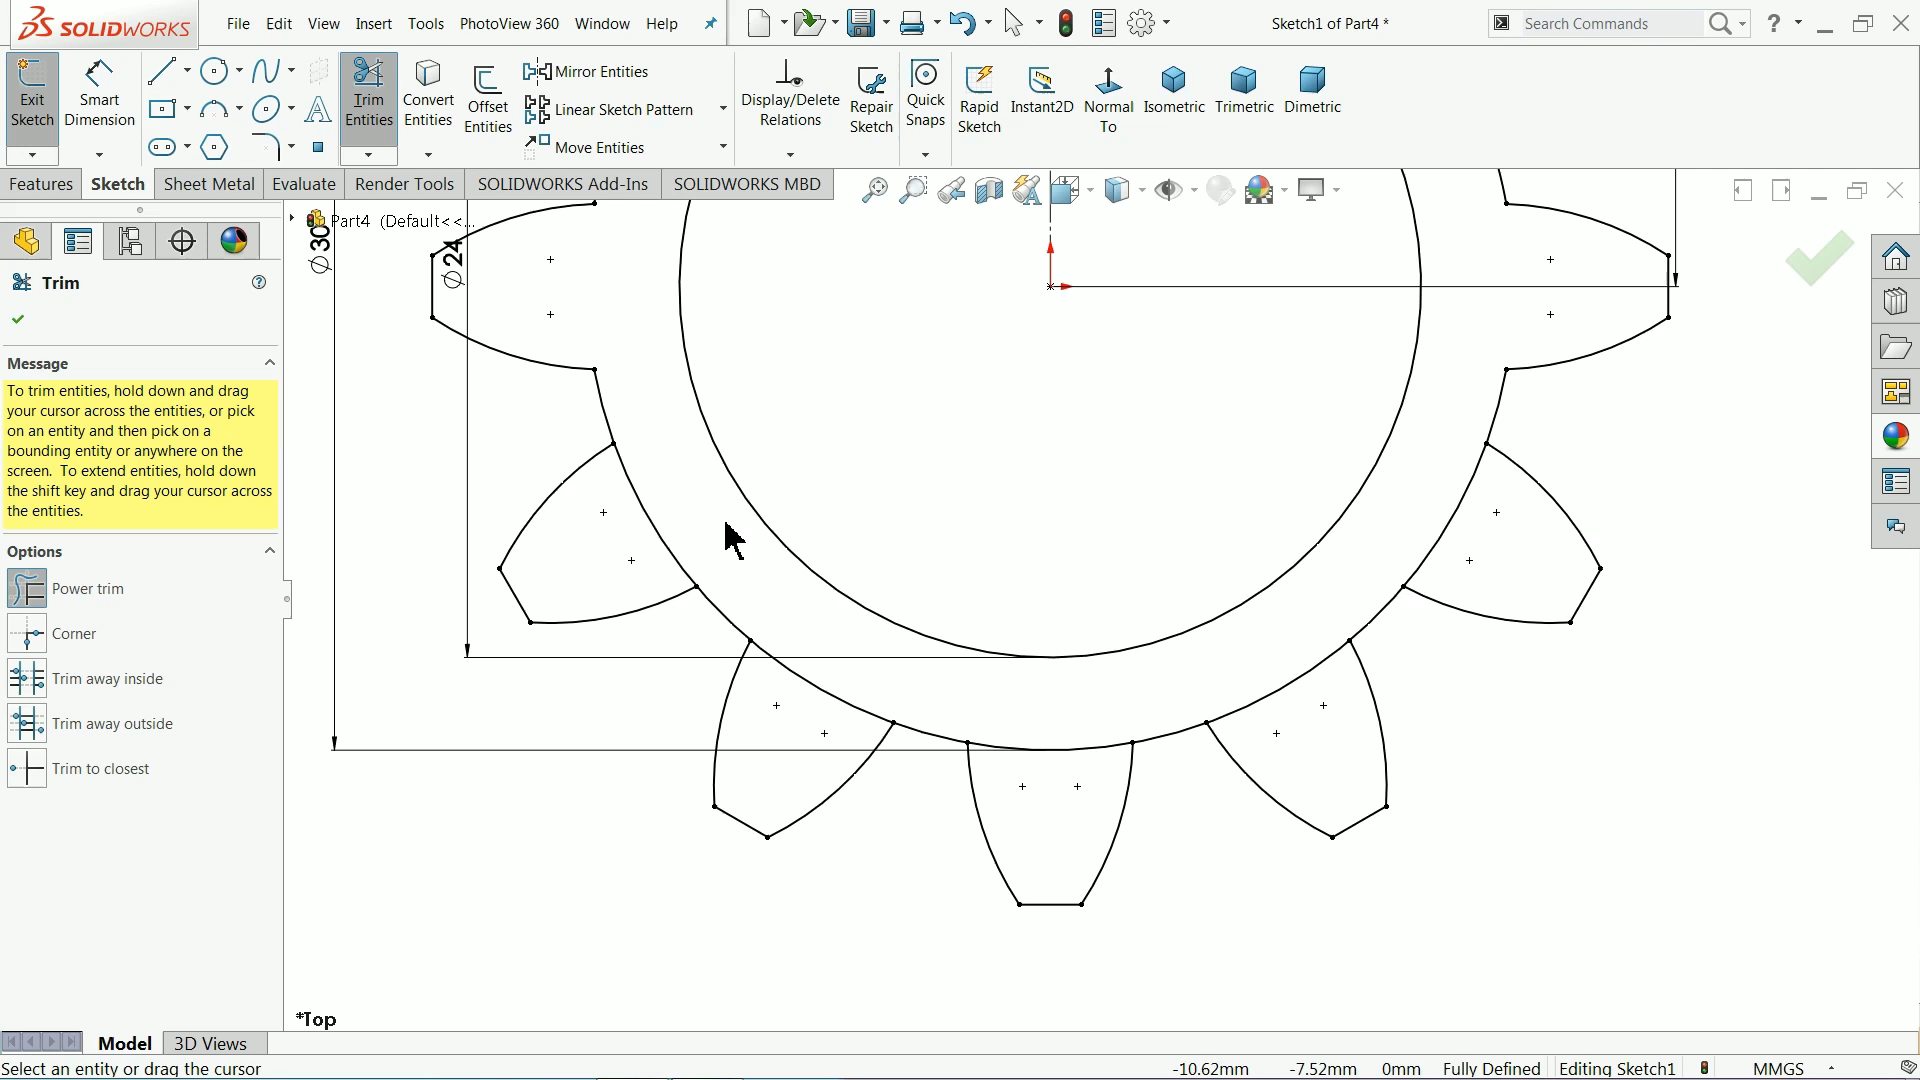 SOLIDWORKS
File Edit View Insert Tools PhotoView 360 Window Help
Sketch1 of Part4 *
Search Commands
Exit Sketch
Smart Dimension
Trim Entities
Convert Entities
Offset Entities
Mirror Entities
Linear Sketch Pattern
Move Entities
Display/Delete Relations
Repair Sketch
Quick Snaps
Rapid Sketch
Instant2D
Normal To
Isometric
Trimetric
Dimetric
Features Sketch Sheet Metal Evaluate Render Tools SOLIDWORKS Add-Ins SOLIDWORKS MBD
Part4 (Default<<...
Trim
Message
To trim entities, hold down and drag
your cursor across the entities, or pick
on an entity and then pick on a
bounding entity or anywhere on the
screen. To extend entities, hold down
the shift key and drag your cursor across
the entities.
Options
Power trim
Corner
Trim away inside
Trim away outside
Trim to closest
∅30
∅24
*Top
Model 3D Views
Select an entity or drag the cursor
-10.62mm -7.52mm 0mm Fully Defined Editing Sketch1 MMGS